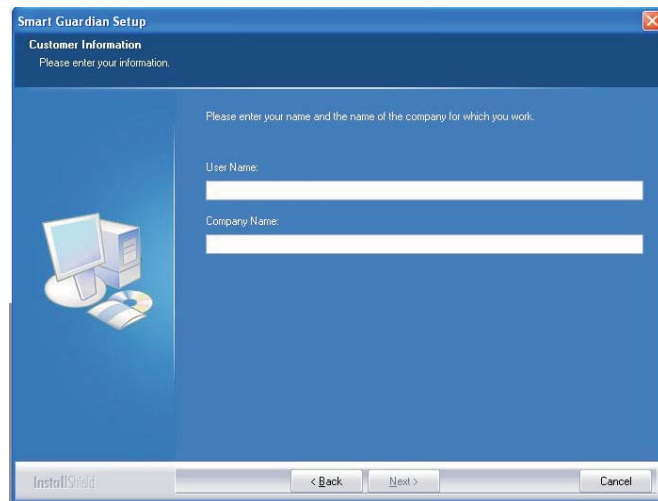 Smart Guardian Setup
Customer Information
Please enter your information.
Please enter your name and the name of the company for which you work.
User Name:
Company Name:
InstallShield
< Back
Next >
Cancel